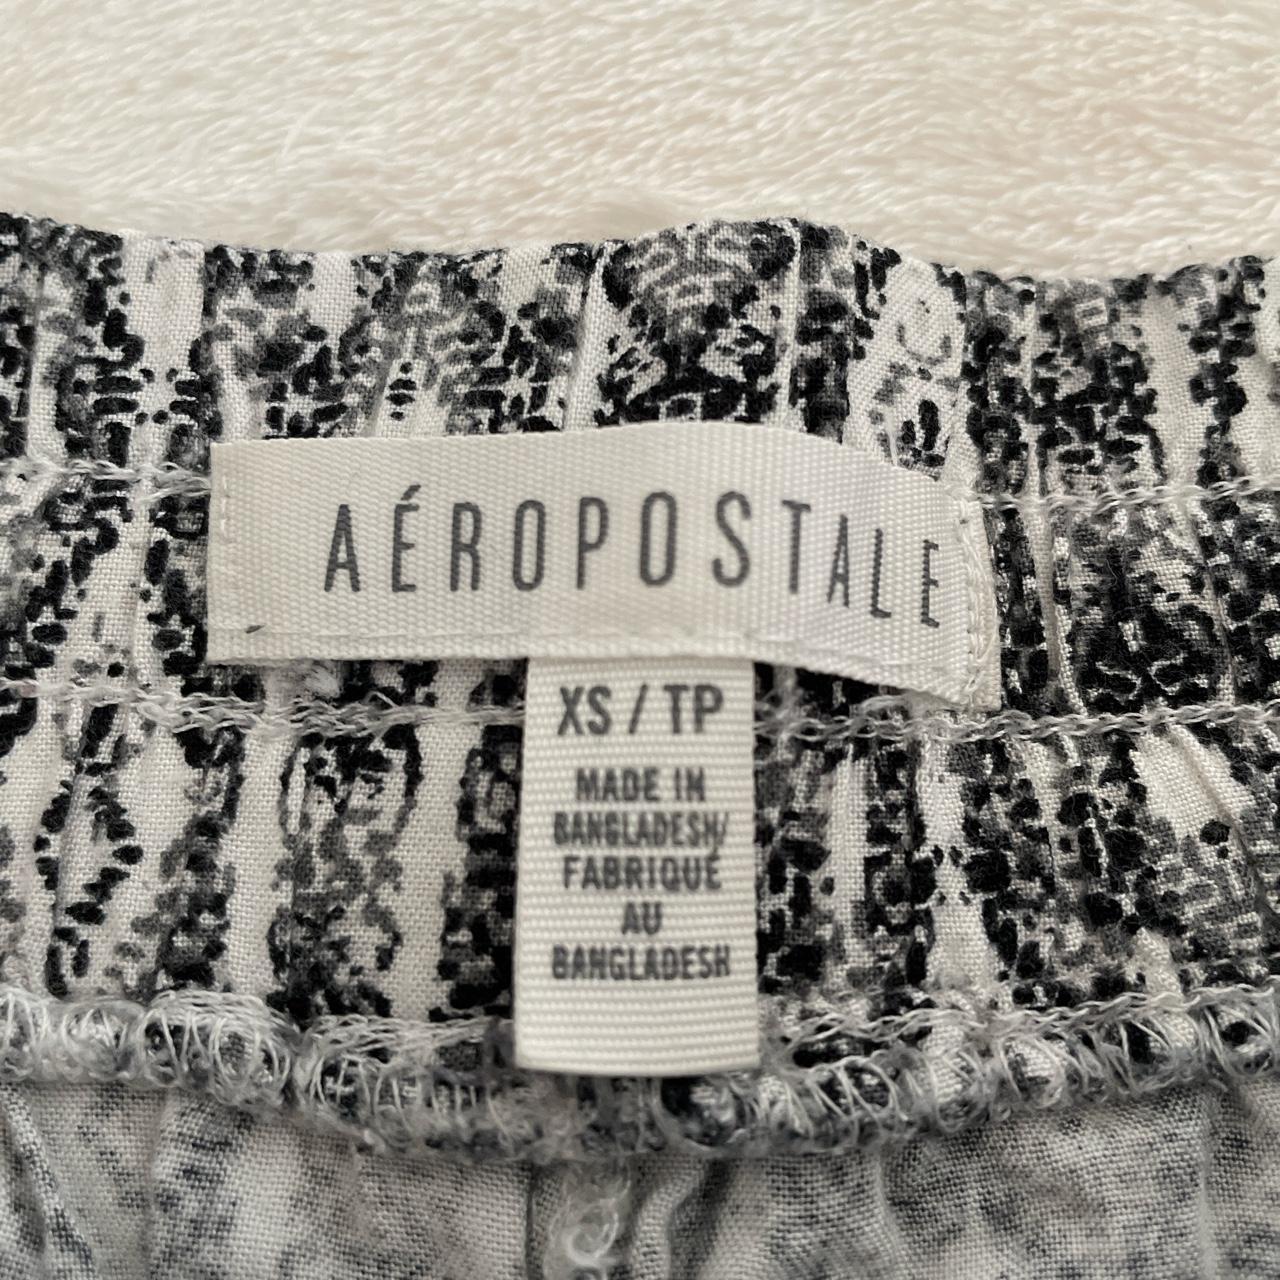 AÉROPOSTALE
XS / TP
MADE IN
BANGLADESH/
FABRIQUÉ
AU
BANGLADESH